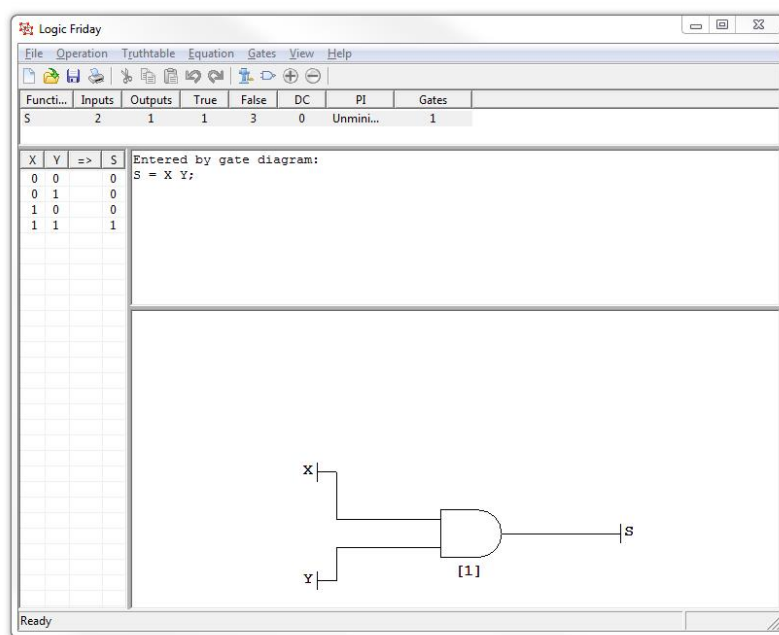 Logic Friday
File Operation Truthtable Equation Gates View Help
Functi... Inputs Outputs True False DC PI Gates
S 2 1 1 3 0 Unmini... 1
X Y => S
0 0 0
0 1 0
1 0 0
1 1 1
Entered by gate diagram:
S = X Y;
X
S
[1]
Y
Ready